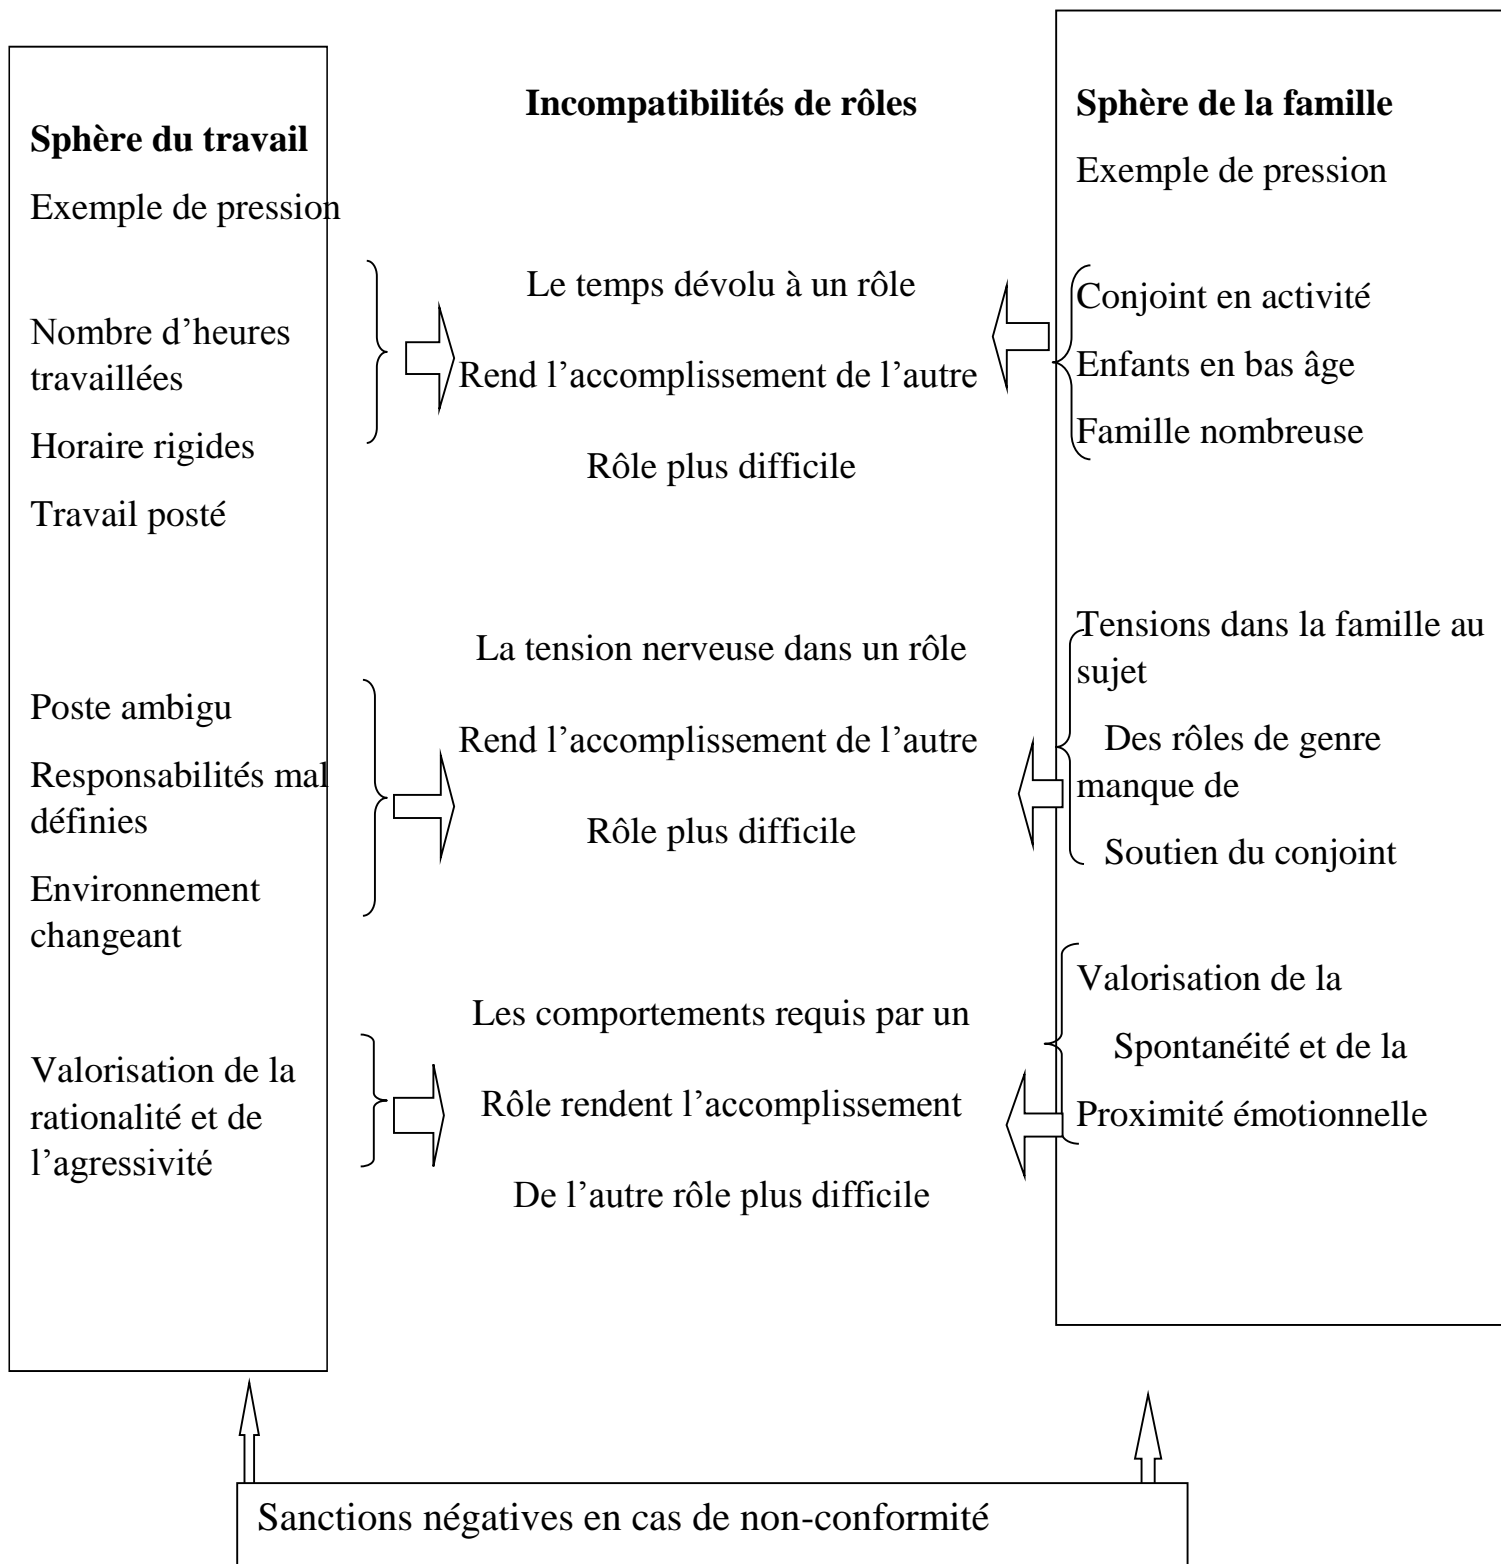 Sphère du travail
Exemple de pression
Nombre d’heures
travaillées
Horaire rigides
Travail posté
Poste ambigu
Responsabilités mal
définies
Environnement
changeant
Valorisation de la
rationalité et de
l’agressivité
Incompatibilités de rôles
Le temps dévolu à un rôle
Rend l’accomplissement de l’autre
Rôle plus difficile
La tension nerveuse dans un rôle
Rend l’accomplissement de l’autre
Rôle plus difficile
Les comportements requis par un
Rôle rendent l’accomplissement
De l’autre rôle plus difficile
Sphère de la famille
Exemple de pression
Conjoint en activité
Enfants en bas âge
Famille nombreuse
Tensions dans la famille au
sujet
Des rôles de genre
manque de
Soutien du conjoint
Valorisation de la
Spontanéité et de la
Proximité émotionnelle
Sanctions négatives en cas de non-conformité